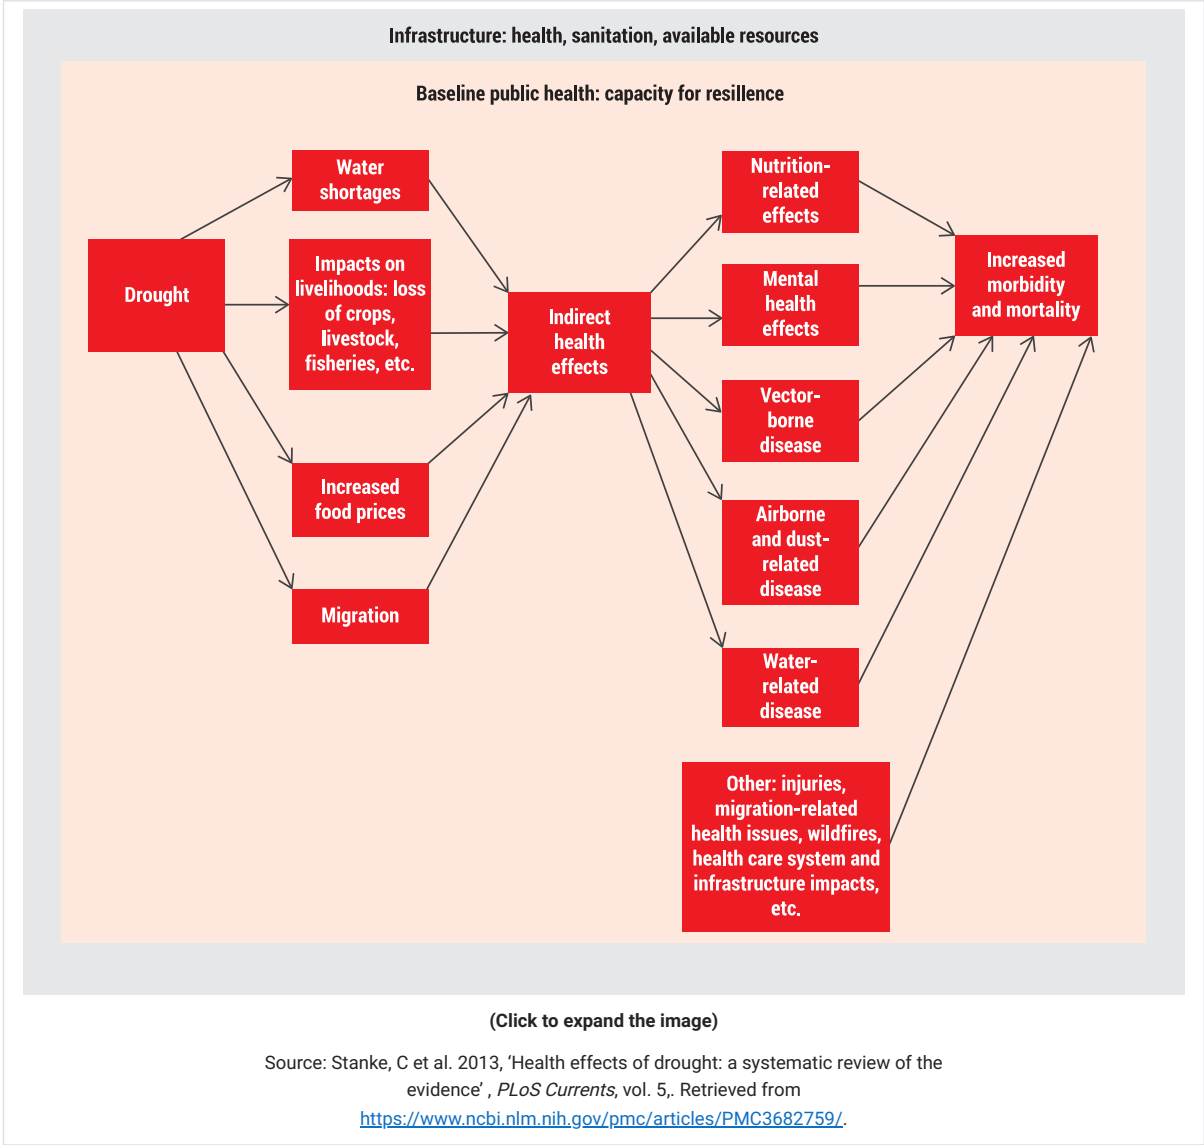 Infrastructure: health, sanitation, available resources
Baseline public health: capacity for resillence
Water
shortages
Drought
Impacts on
livelihoods: loss
of crops,
livestock,
fisheries, etc.
Increased
food prices
Migration
Indirect
health
effects
Nutrition-
related
effects
Mental
health
effects
Vector-
borne
disease
Airborne
and dust-
related
disease
Water-
related
disease
Other: injuries,
migration-related
health issues, wildfires,
health care system and
infrastructure impacts,
etc.
Increased
morbidity
and mortality
(Click to expand the image)
Source: Stanke, C et al. 2013, ‘Health effects of drought: a systematic review of the
evidence’ , PLoS Currents, vol. 5,. Retrieved from
https://www.ncbi.nlm.nih.gov/pmc/articles/PMC3682759/.